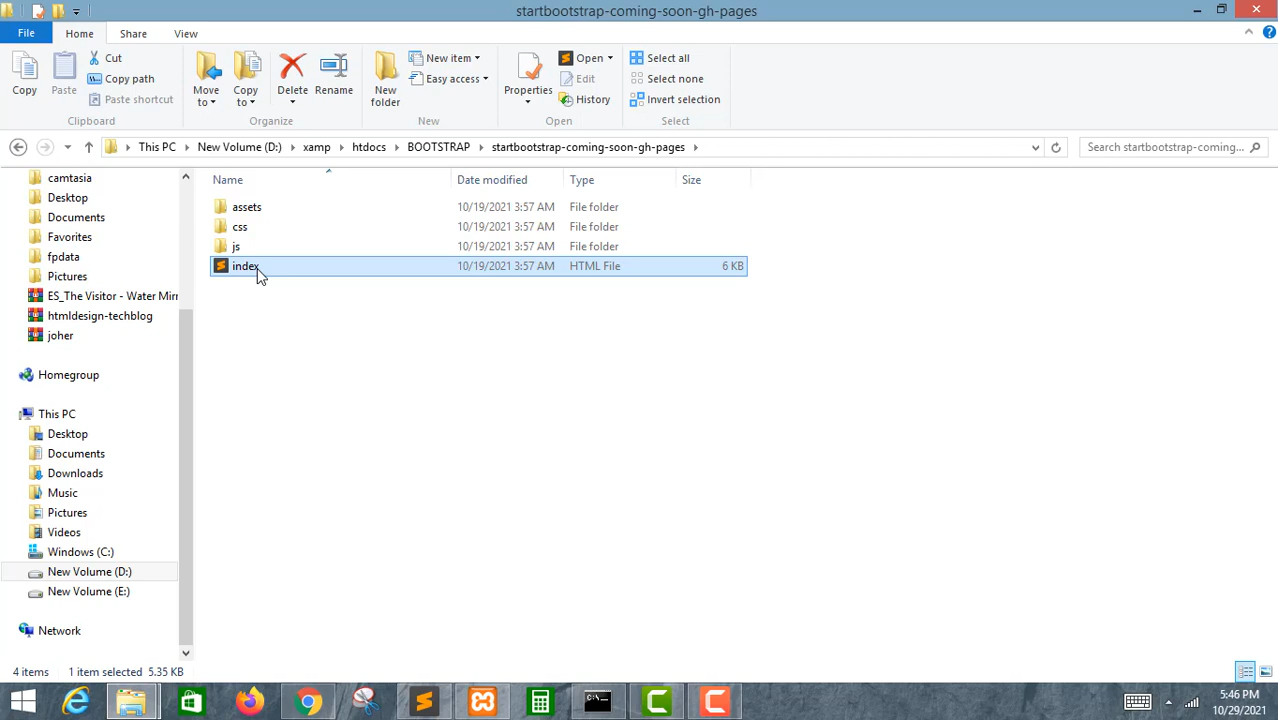 startbootstrap-coming-soon-gh-pages
File Home Share View
Copy Paste Cut Copy path Paste shortcut Clipboard
Move to Copy to Delete Rename Organize
New folder New item Easy access New
Properties Open Edit History Open
Select all Select none Invert selection Select
This PC New Volume (D:) xamp htdocs BOOTSTRAP startbootstrap-coming-soon-gh-pages Search startbootstrap-coming...
Name Date modified Type Size
camtasia
Desktop
Documents
Favorites
fpdata
Pictures
ES_The Visitor - Water Mirr
htmldesign-techblog
joher
Homegroup
This PC
Desktop
Documents
Downloads
Music
Pictures
Videos
Windows (C:)
New Volume (D:)
New Volume (E:)
Network
assets 10/19/2021 3:57 AM File folder
css 10/19/2021 3:57 AM File folder
js 10/19/2021 3:57 AM File folder
index 10/19/2021 3:57 AM HTML File 6 KB
4 items 1 item selected 5.35 KB
5:46 PM
10/29/2021